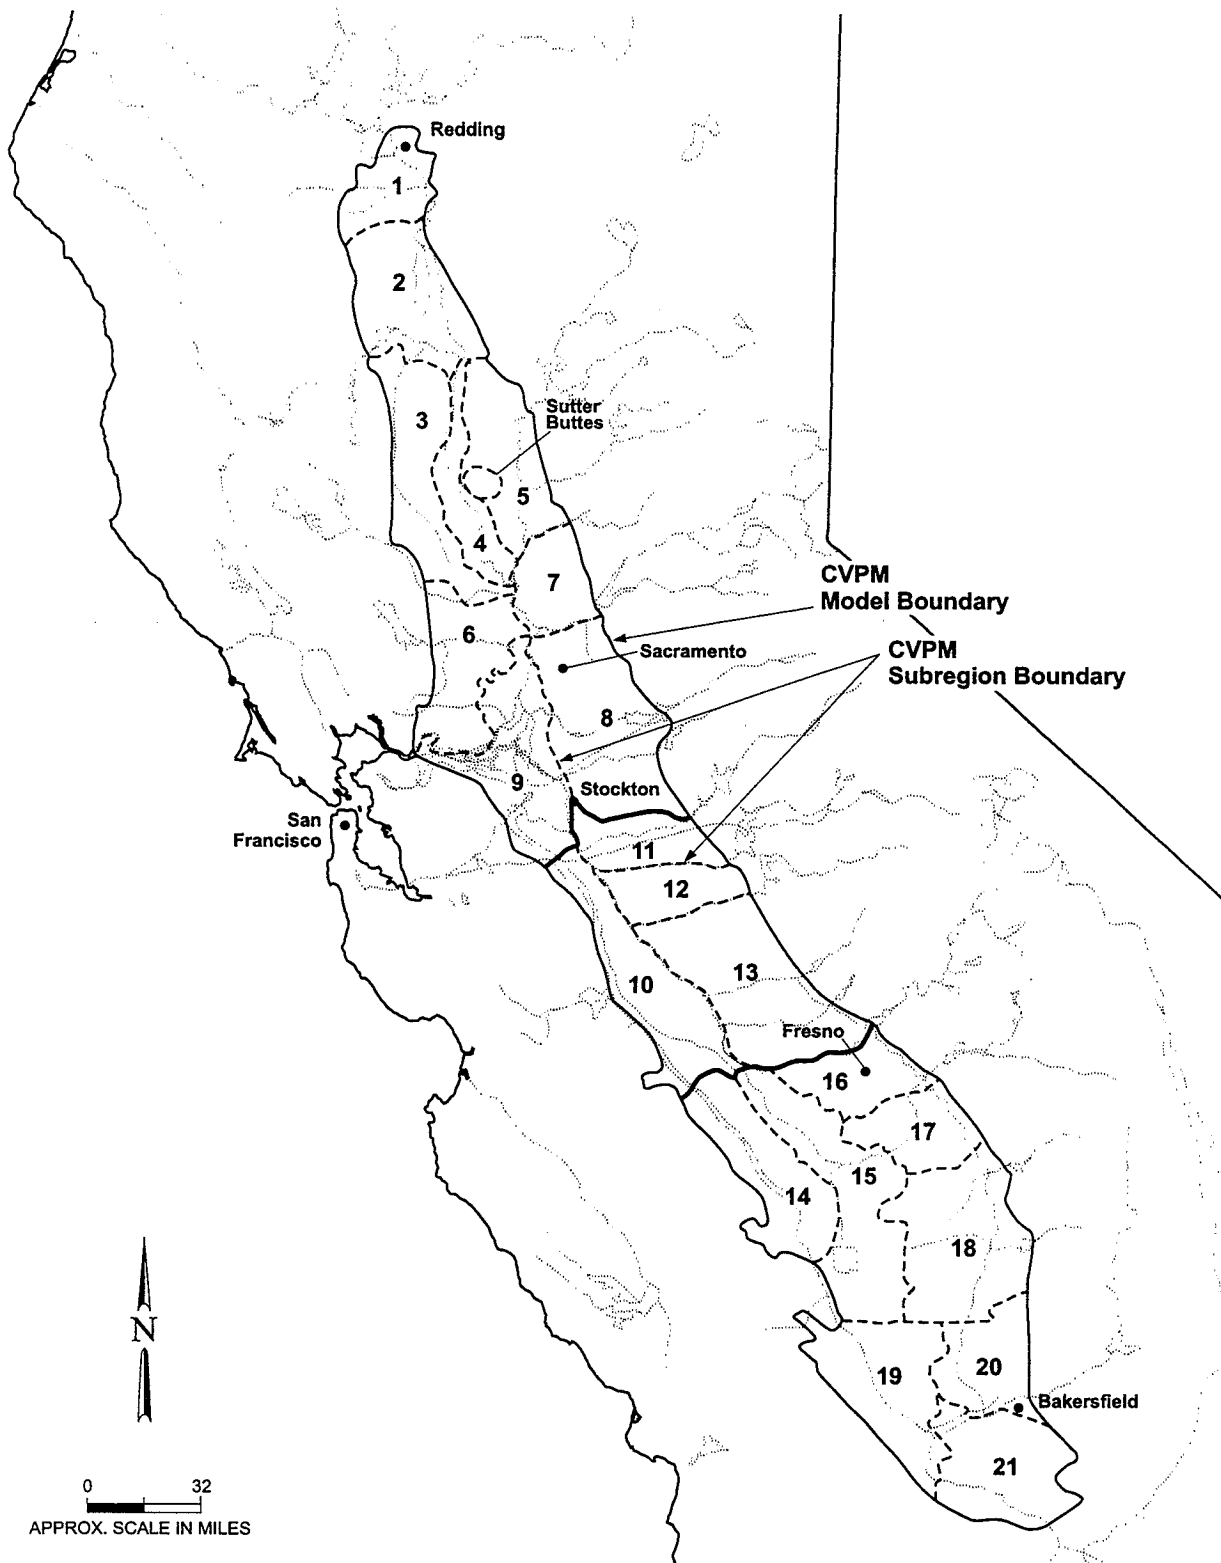 Redding
1
2
3
Sutter
Buttes
5
4
7
CVPM
Model Boundary
6
Sacramento
CVPM
Subregion Boundary
8
9
Stockton
San
Francisco
11
12
13
10
Fresno
16
17
15
14
18
N
19
20
Bakersfield
21
0 32
APPROX. SCALE IN MILES